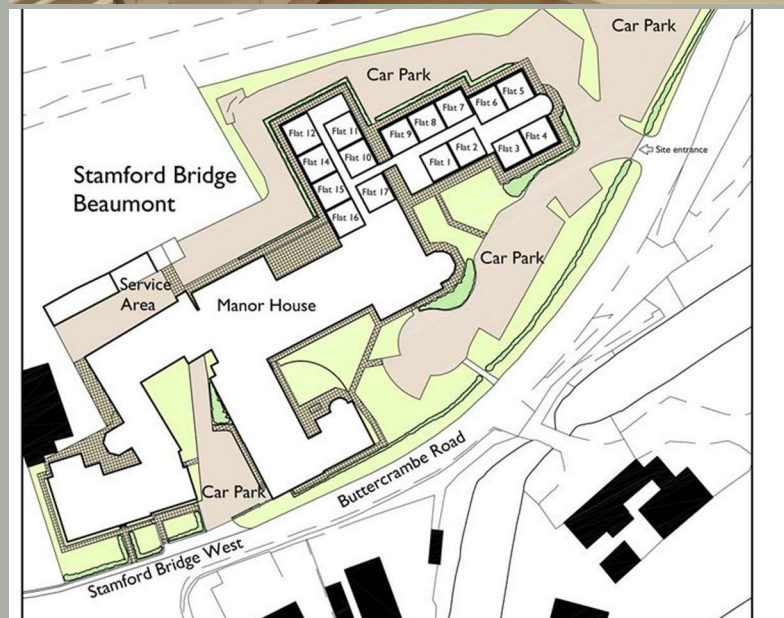 Car Park
Car Park
Flat 5
Flat 6
Flat 7
Flat 8
Flat 9
Flat 11
Flat 12
Flat 4
Flat 3
Flat 2
Flat 1
Flat 10
Flat 14
Flat 15
Flat 17
Flat 16
Site entrance
Stamford Bridge
Beaumont
Car Park
Service
Area
Manor House
Car Park
Buttercrambe Road
Stamford Bridge West